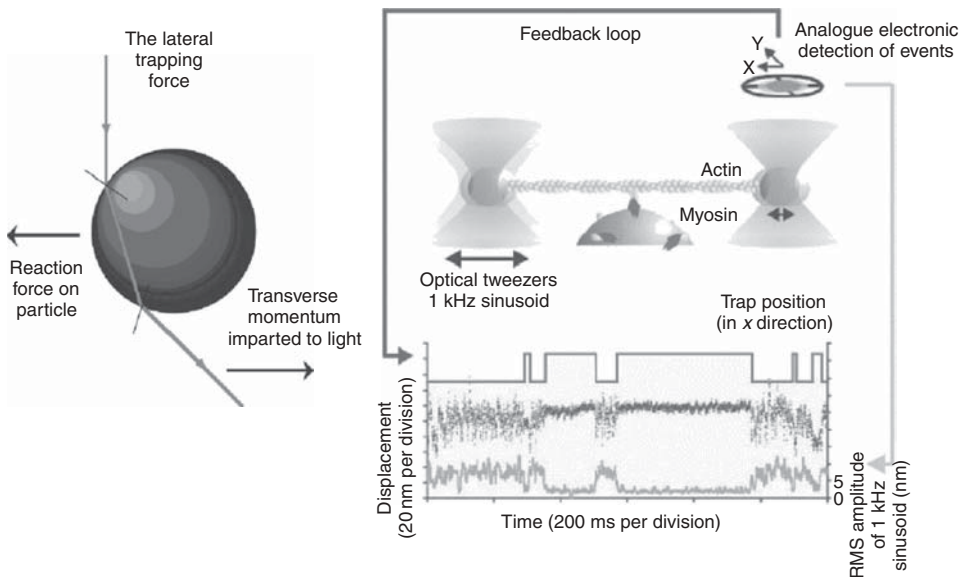 The lateral
trapping
force
Reaction
force on
particle
Transverse
momentum
imparted to light
Feedback loop
Analogue electronic
detection of events
Y
X
Actin
Myosin
Optical tweezers
1 kHz sinusoid
Trap position
(in x direction)
Displacement
(20 nm per division)
Time (200 ms per division)
5
0
RMS amplitude
of 1 kHz
sinusoid (nm)